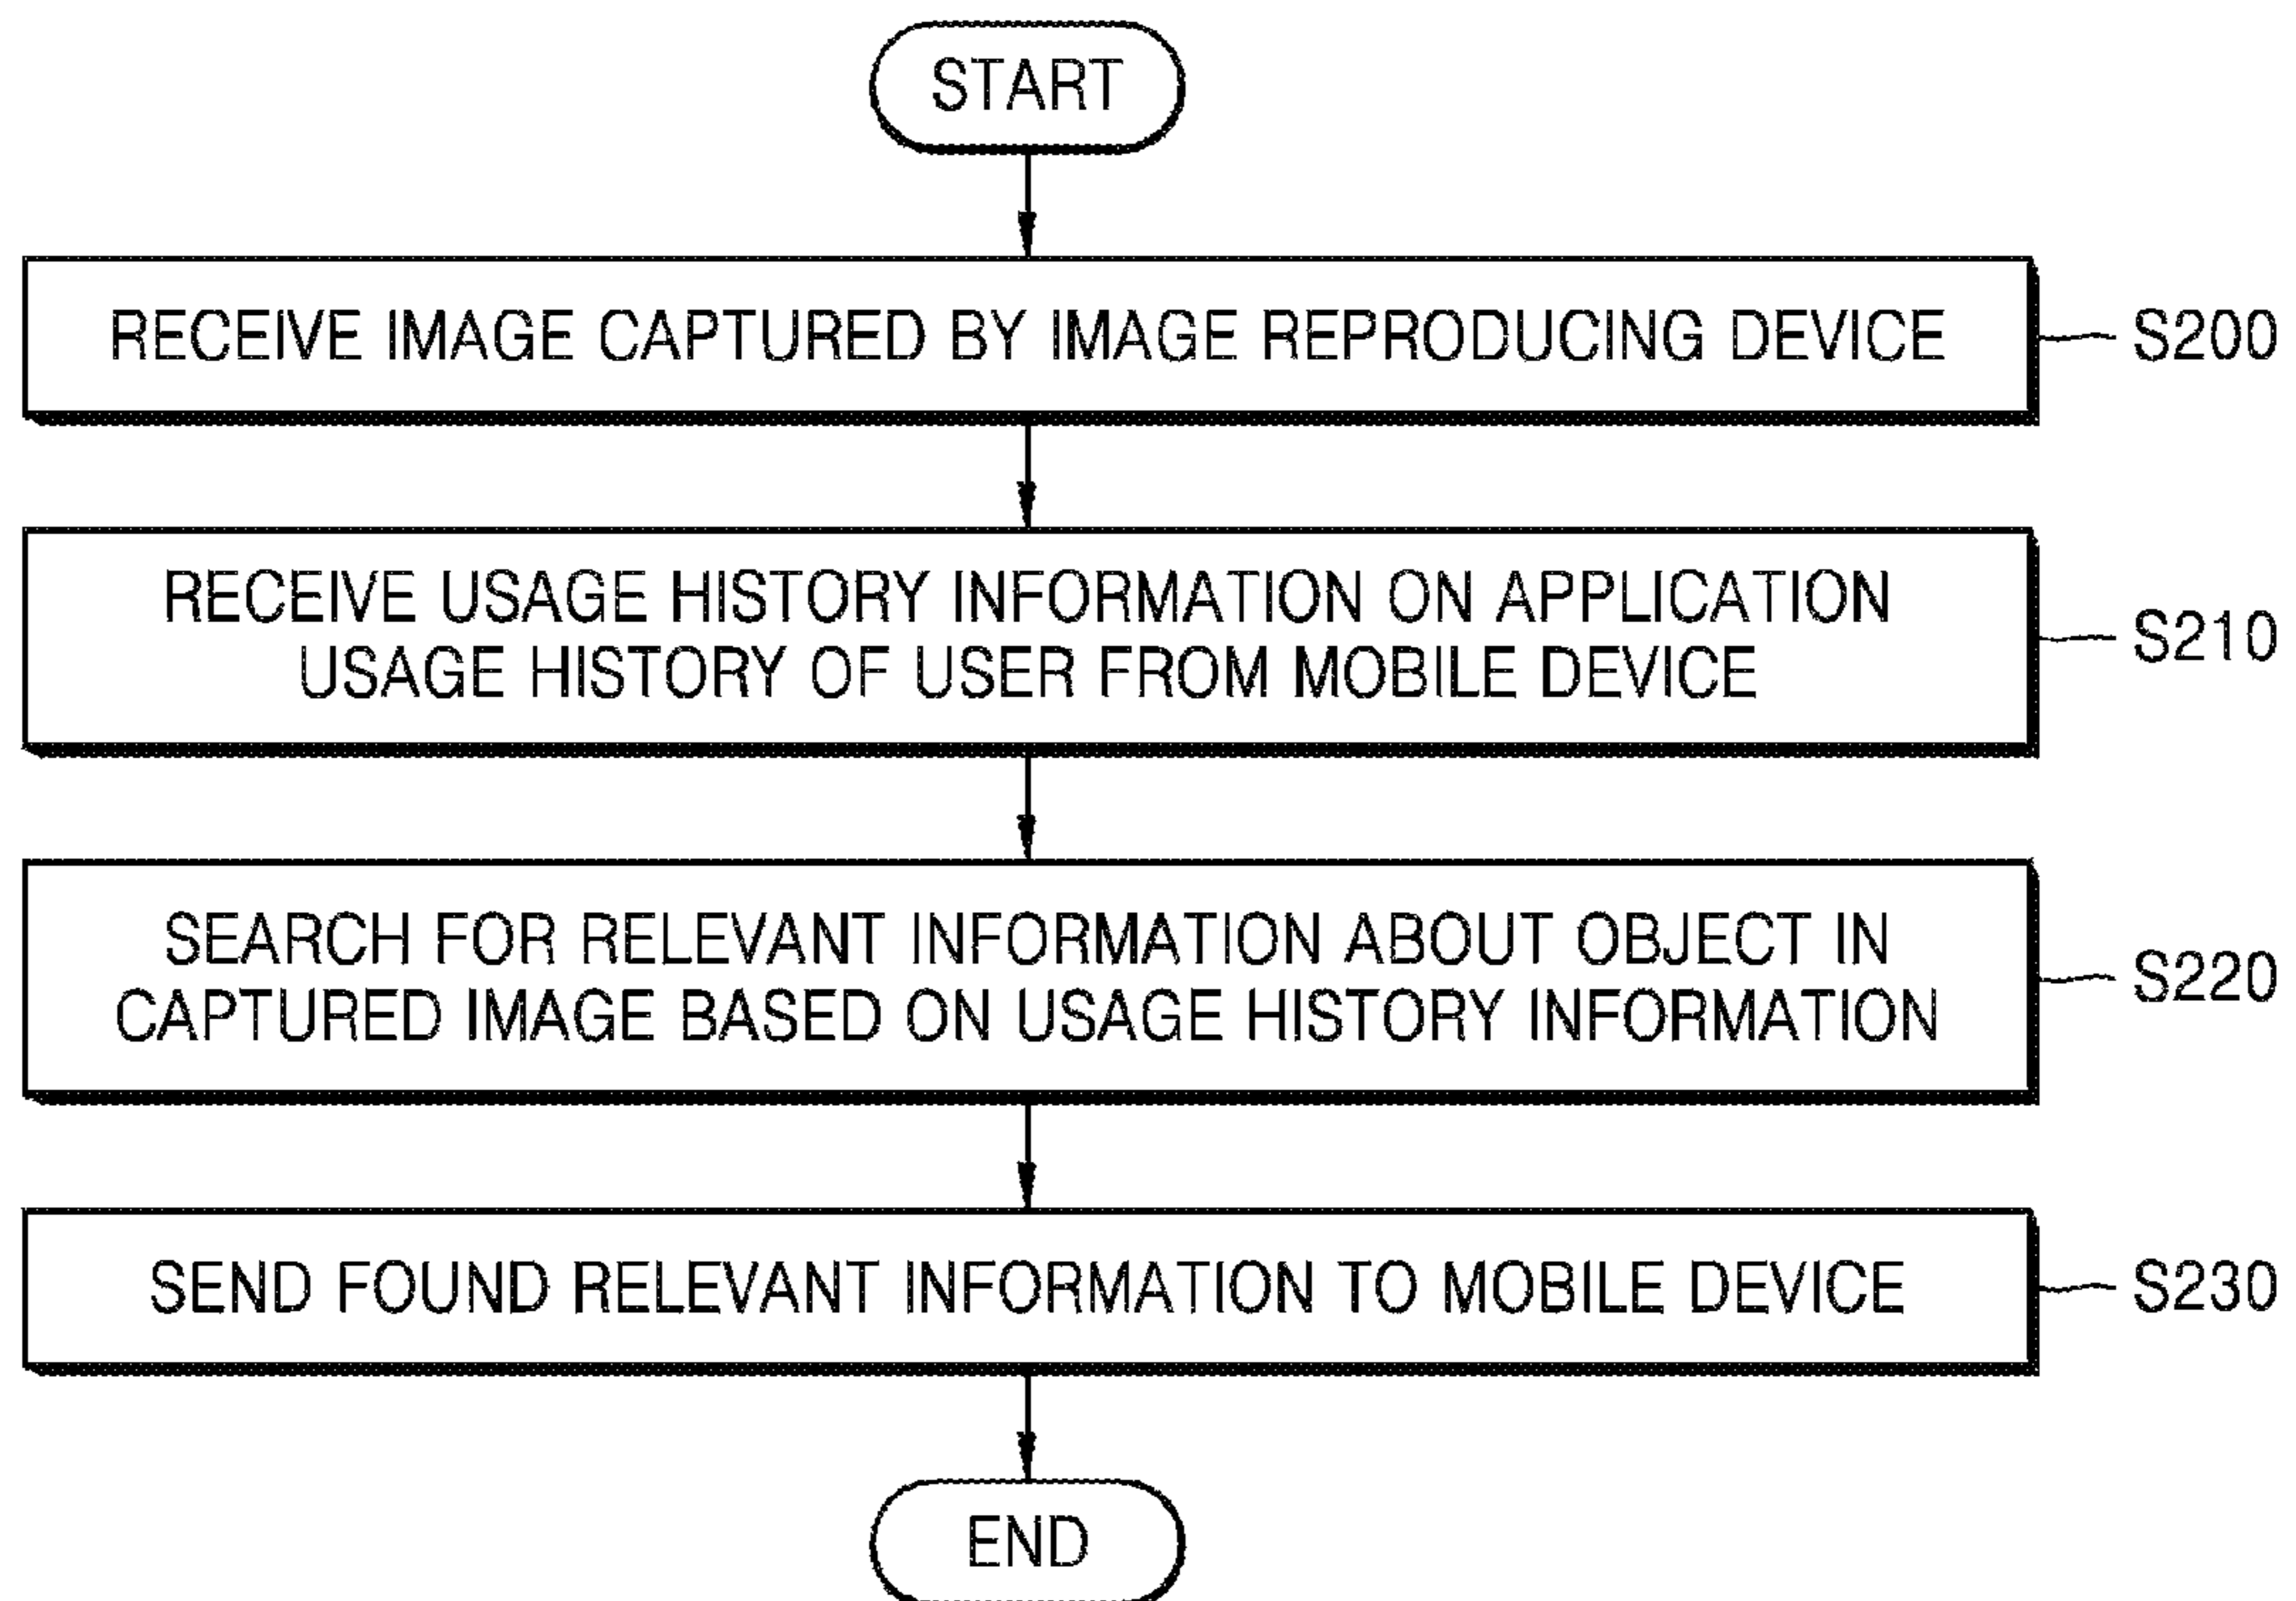 START
RECEIVE IMAGE CAPTURED BY IMAGE REPRODUCING DEVICE
S200
RECEIVE USAGE HISTORY INFORMATION ON APPLICATION
USAGE HISTORY OF USER FROM MOBILE DEVICE
S210
SEARCH FOR RELEVANT INFORMATION ABOUT OBJECT IN
CAPTURED IMAGE BASED ON USAGE HISTORY INFORMATION
S220
SEND FOUND RELEVANT INFORMATION TO MOBILE DEVICE
S230
END